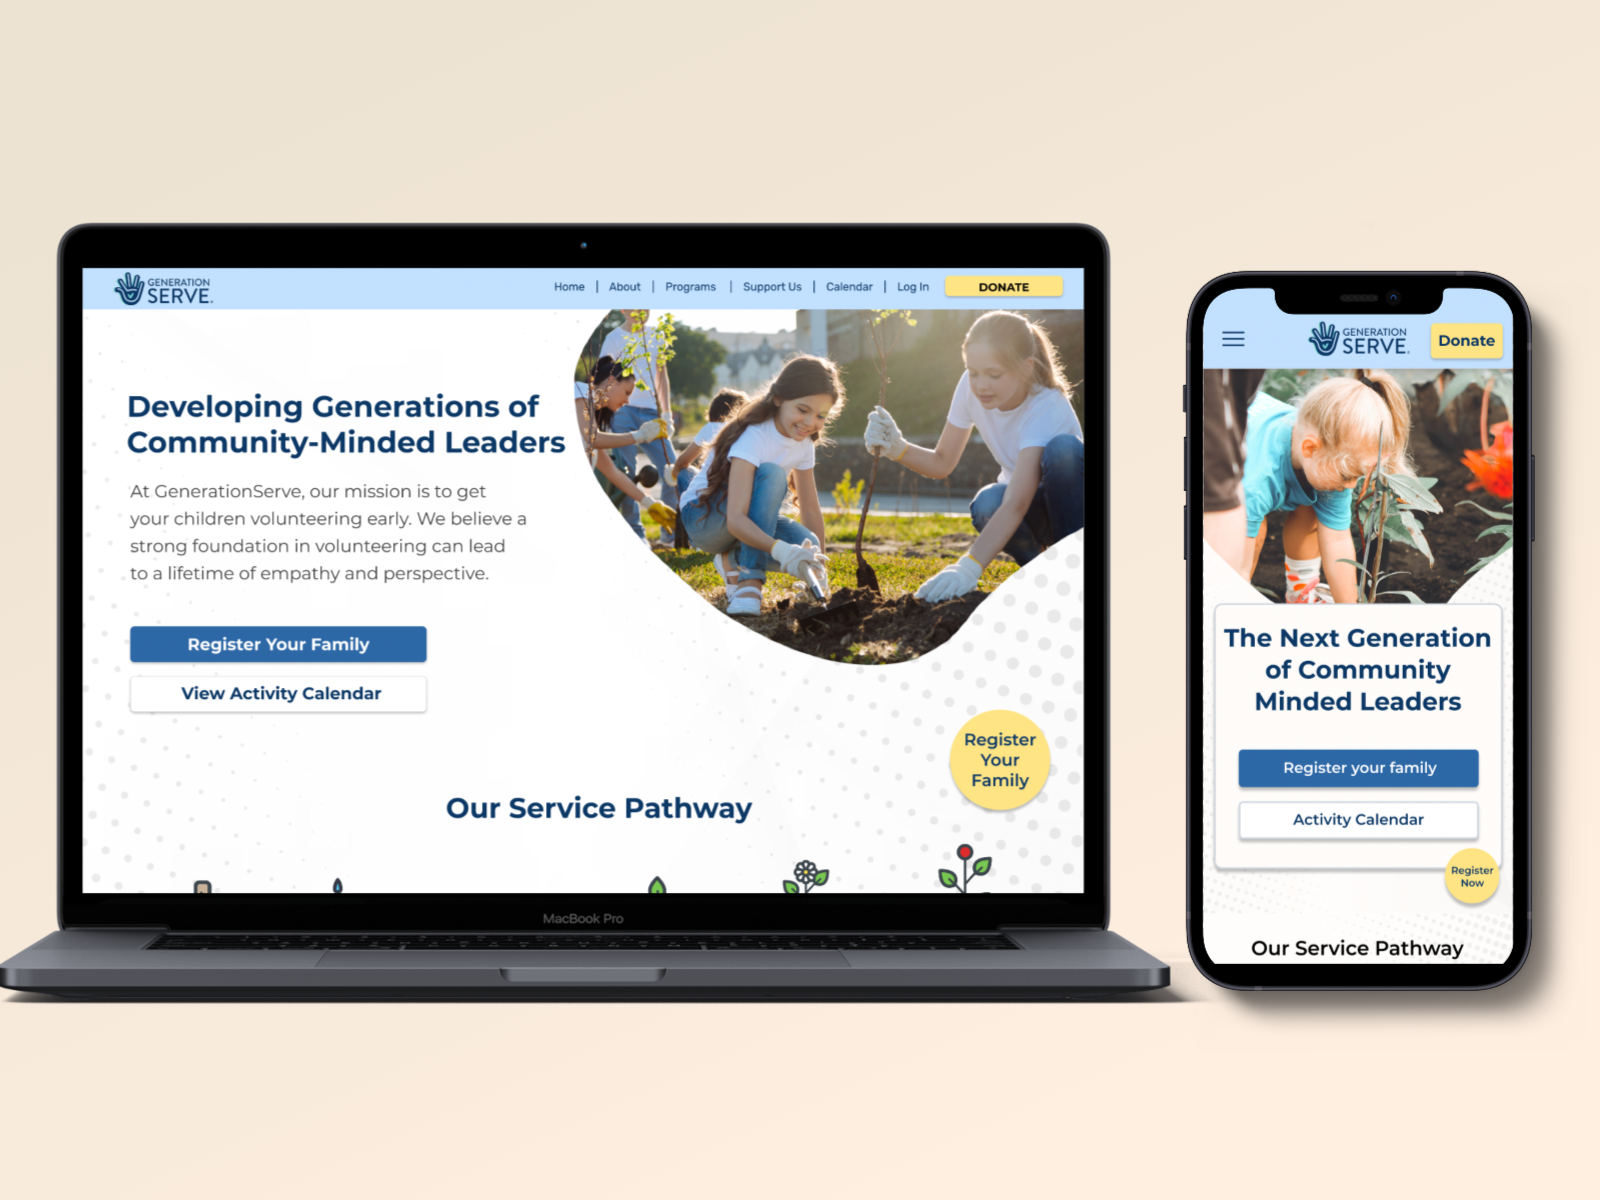 GENERATION
SERVE
Home | About | Programs | Support Us | Calendar | Log In
DONATE
Developing Generations of
Community-Minded Leaders
At GenerationServe, our mission is to get
your children volunteering early. We believe a
strong foundation in volunteering can lead
to a lifetime of empathy and perspective.
Register Your Family
View Activity Calendar
Register
Your
Family
Our Service Pathway
MacBook Pro
GENERATION
SERVE
Donate
The Next Generation
of Community
Minded Leaders
Register your family
Activity Calendar
Register
Now
Our Service Pathway